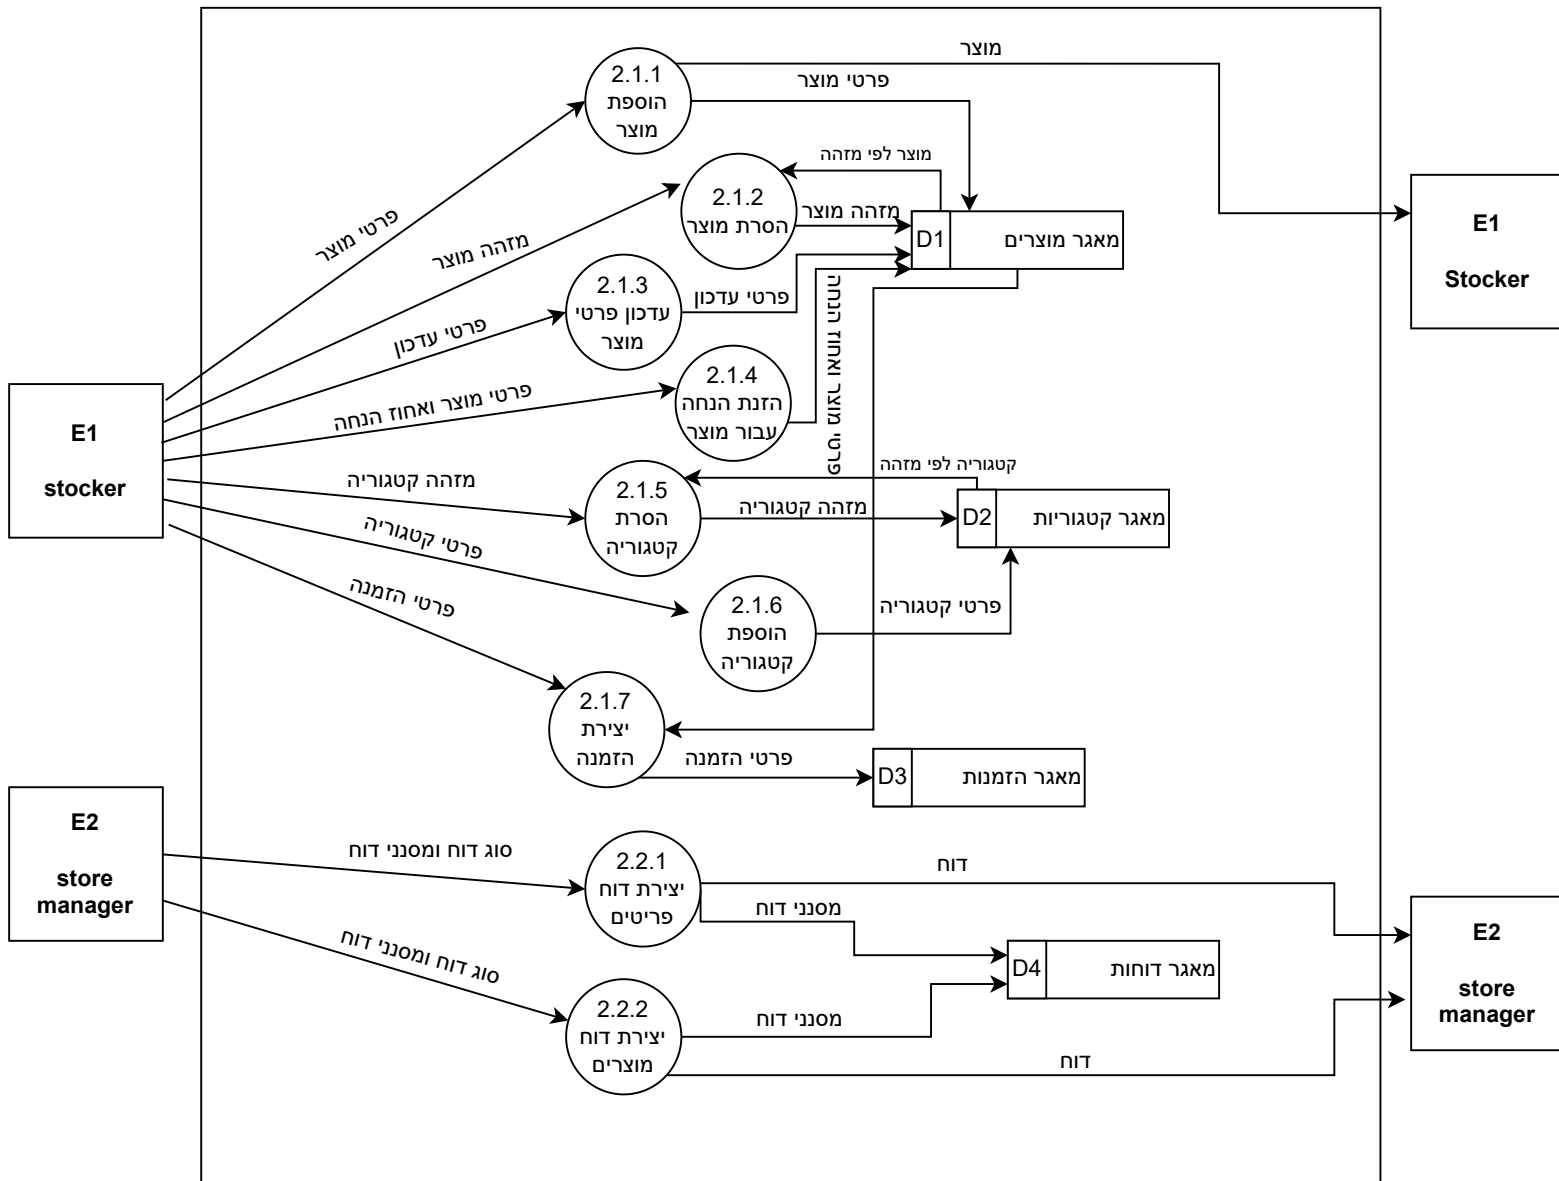 מוצר
2.1.1
הוספת
מוצר
פרטי מוצר
פרטי מוצר
מוצר לפי מזהה
2.1.2
הסרת מוצר
מזהה מוצר
מזהה מוצר
D1
מאגר מוצרים
E1
Stocker
2.1.3
עדכון פרטי
מוצר
פרטי עדכון
פרטי עדכון
פרטי מוצר ואחוז הנחה
2.1.4
הזנת הנחה
עבור מוצר
פרטי מוצר ואחוז הנחה
E1
stocker
מזהה קטגוריה
2.1.5
הסרת
קטגוריה
קטגוריה לפי מזהה
מזהה קטגוריה
D2
מאגר קטגוריות
פרטי קטגוריה
2.1.6
הוספת
קטגוריה
פרטי קטגוריה
פרטי הזמנה
2.1.7
יצירת
הזמנה
פרטי הזמנה
D3
מאגר הזמנות
E2
store
manager
סוג דוח ומסנני דוח
2.2.1
יצירת דוח
פריטים
דוח
מסנני דוח
סוג דוח ומסנני דוח
D4
מאגר דוחות
E2
store
manager
2.2.2
יצירת דוח
מוצרים
מסנני דוח
דוח